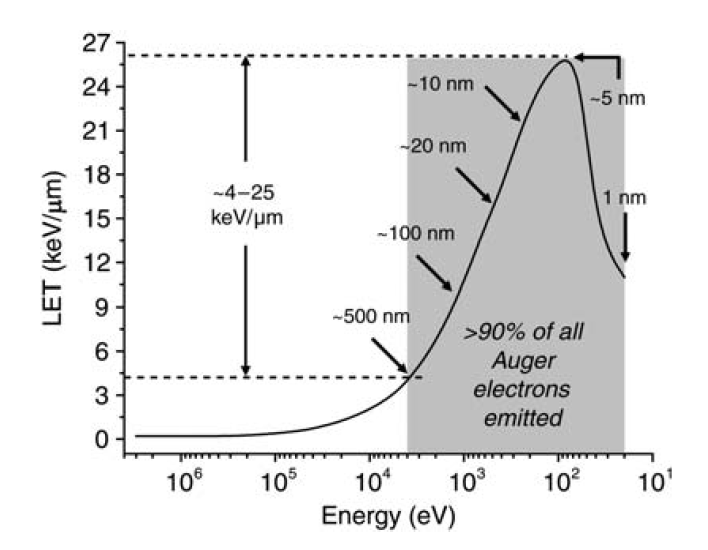 27
24
21
18
15
12
9
6
3
0
LET (keV/μm)
~4–25
keV/μm
~10 nm
~5 nm
~20 nm
1 nm
~100 nm
~500 nm
>90% of all
Auger
electrons
emitted
10⁶ 10⁵ 10⁴ 10³ 10² 10¹
Energy (eV)